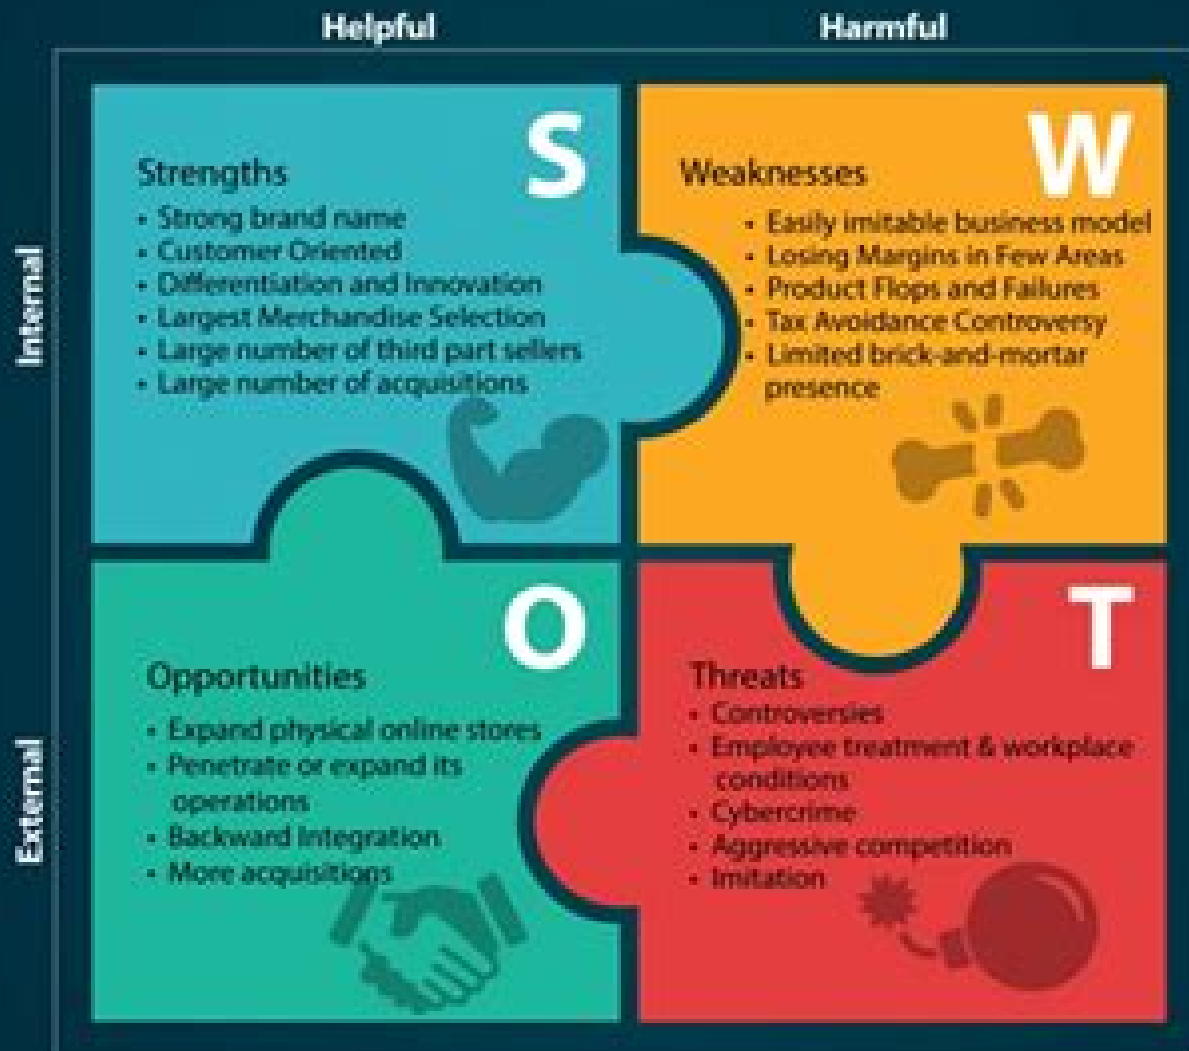 Helpful
Harmful
Internal
S
Strengths
• Strong brand name
• Customer Oriented
• Differentiation and Innovation
• Largest Merchandise Selection
• Large number of third part sellers
• Large number of acquisitions
W
Weaknesses
• Easily imitable business model
• Losing Margins in Few Areas
• Product Flops and Failures
• Tax Avoidance Controversy
• Limited brick-and-mortar
presence
External
O
Opportunities
• Expand physical online stores
• Penetrate or expand its
operations
• Backward Integration
• More acquisitions
T
Threats
• Controversies
• Employee treatment & workplace
conditions
• Cybercrime
• Aggressive competition
• Imitation